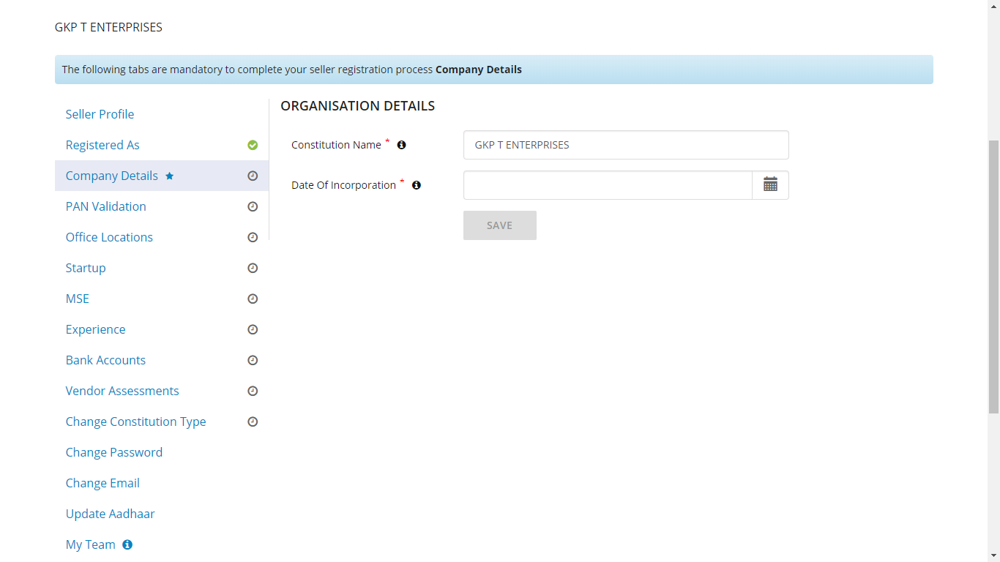 GKP T ENTERPRISES
The following tabs are mandatory to complete your seller registration process Company Details
Seller Profile
Registered As
Company Details
PAN Validation
Office Locations
Startup
MSE
Experience
Bank Accounts
Vendor Assessments
Change Constitution Type
Change Password
Change Email
Update Aadhaar
My Team
ORGANISATION DETAILS
Constitution Name * GKP T ENTERPRISES
Date Of Incorporation *
SAVE